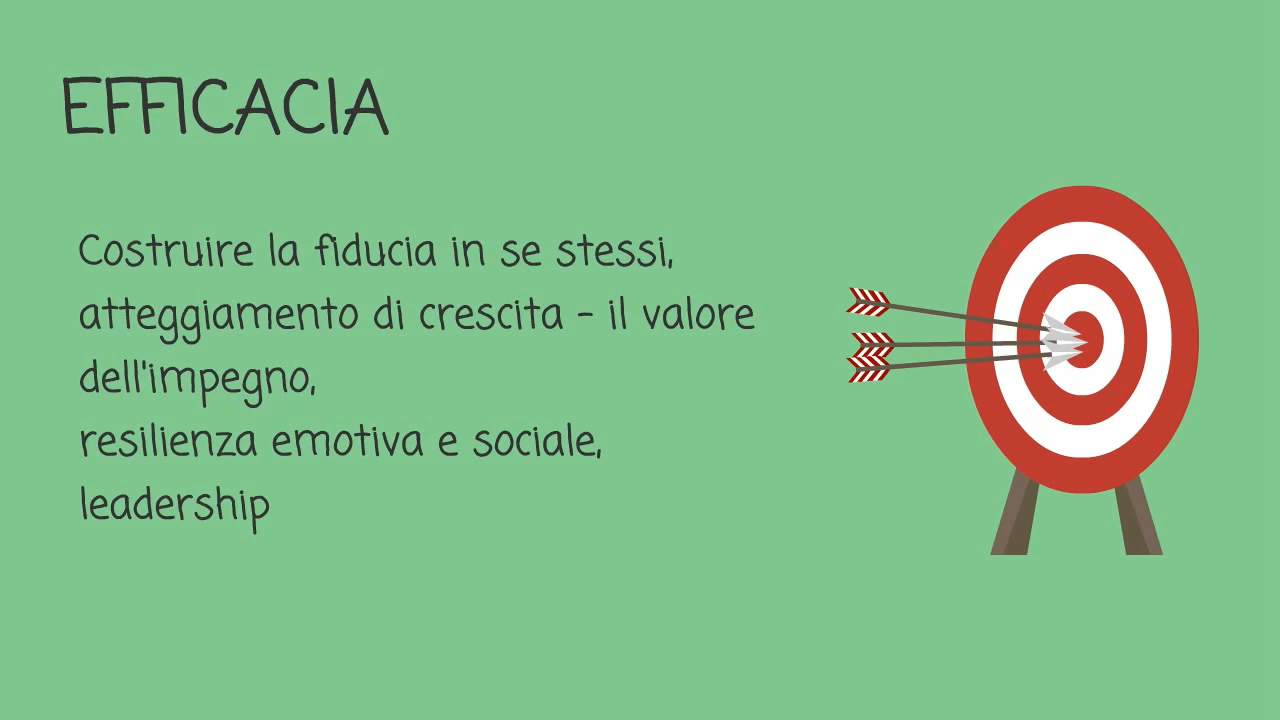 EFFICACIA
Costruire la fiducia in se stessi,
atteggiamento di crescita - il valore
dell'impegno,
resilienza emotiva e sociale,
leadership